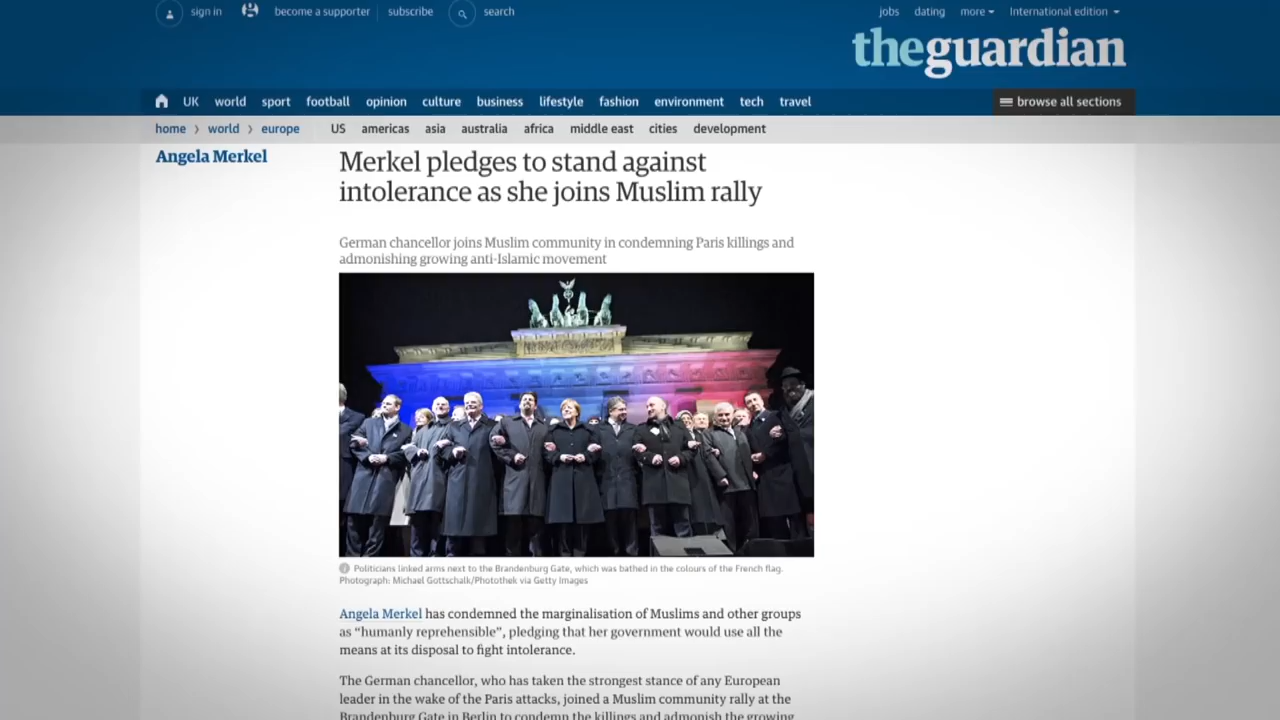 sign in
become a supporter
subscribe
search
jobs
dating
more
International edition
theguardian
UK
world
sport
football
opinion
culture
business
lifestyle
fashion
environment
tech
travel
browse all sections
home
world
europe
US
americas
asia
australia
africa
middle east
cities
development
Angela Merkel
Merkel pledges to stand against
intolerance as she joins Muslim rally
German chancellor joins Muslim community in condemning Paris killings and
admonishing growing anti-Islamic movement
Politicians linked arms next to the Brandenburg Gate, which was bathed in the colours of the French flag.
Photograph: Michael Gottschalk/Photothek via Getty Images
Angela Merkel has condemned the marginalisation of Muslims and other groups
as “humanly reprehensible”, pledging that her government would use all the
means at its disposal to fight intolerance.
The German chancellor, who has taken the strongest stance of any European
leader in the wake of the Paris attacks, joined a Muslim community rally at the
Brandenburg Gate in Berlin to condemn the killings and admonish the growing